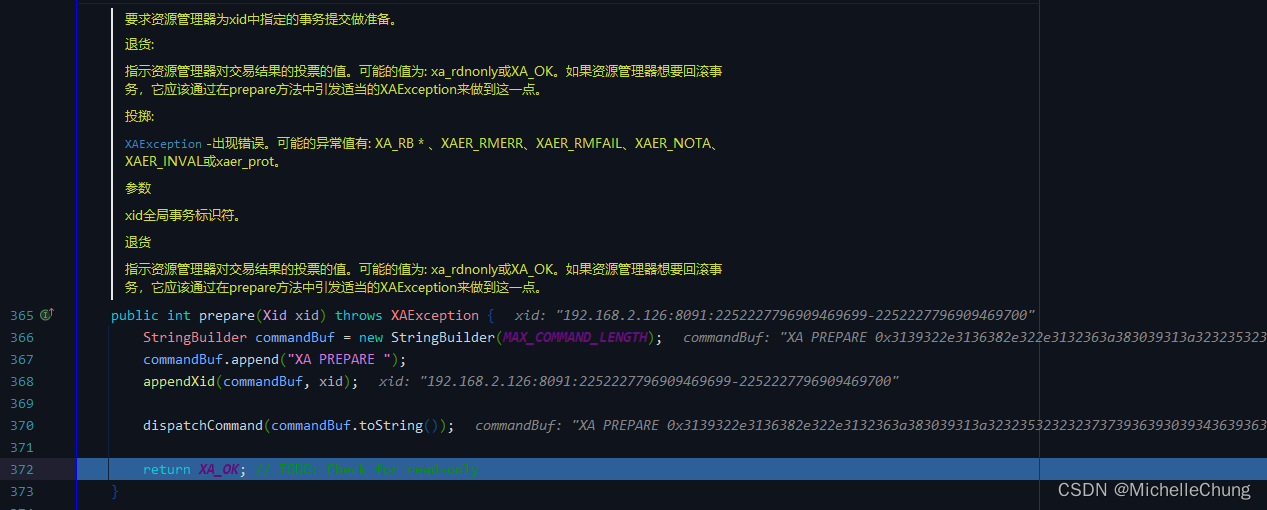 要求资源管理器为xid中指定的事务提交做准备。
退货:
指示资源管理器对交易结果的投票的值。可能的值为: xa_rdnonly或XA_OK。如果资源管理器想要回滚事
务，它应该通过在prepare方法中引发适当的XAException来做到这一点。
投掷:
XAException -出现错误。可能的异常值有: XA_RB * 、XAER_RMERR、XAER_RMFAIL、XAER_NOTA、
XAER_INVAL或xaer_prot。
参数
xid全局事务标识符。
退货
指示资源管理器对交易结果的投票的值。可能的值为: xa_rdnonly或XA_OK。如果资源管理器想要回滚事
务，它应该通过在prepare方法中引发适当的XAException来做到这一点。
365 public int prepare(Xid xid) throws XAException { xid: "192.168.2.126:8091:2252227796909469699-2252227796909469700"
366 StringBuilder commandBuf = new StringBuilder(MAX_COMMAND_LENGTH); commandBuf: "XA PREPARE 0x3139322e3136382e322e3132363a383039313a323235323
367 commandBuf.append("XA PREPARE ");
368 appendXid(commandBuf, xid); xid: "192.168.2.126:8091:2252227796909469699-2252227796909469700"
369
370 dispatchCommand(commandBuf.toString()); commandBuf: "XA PREPARE 0x3139322e3136382e322e3132363a383039313a32323532323237373936393039343639363
371
372 return XA_OK; // TODO: Check for read-only
373 }
CSDN @MichelleChung